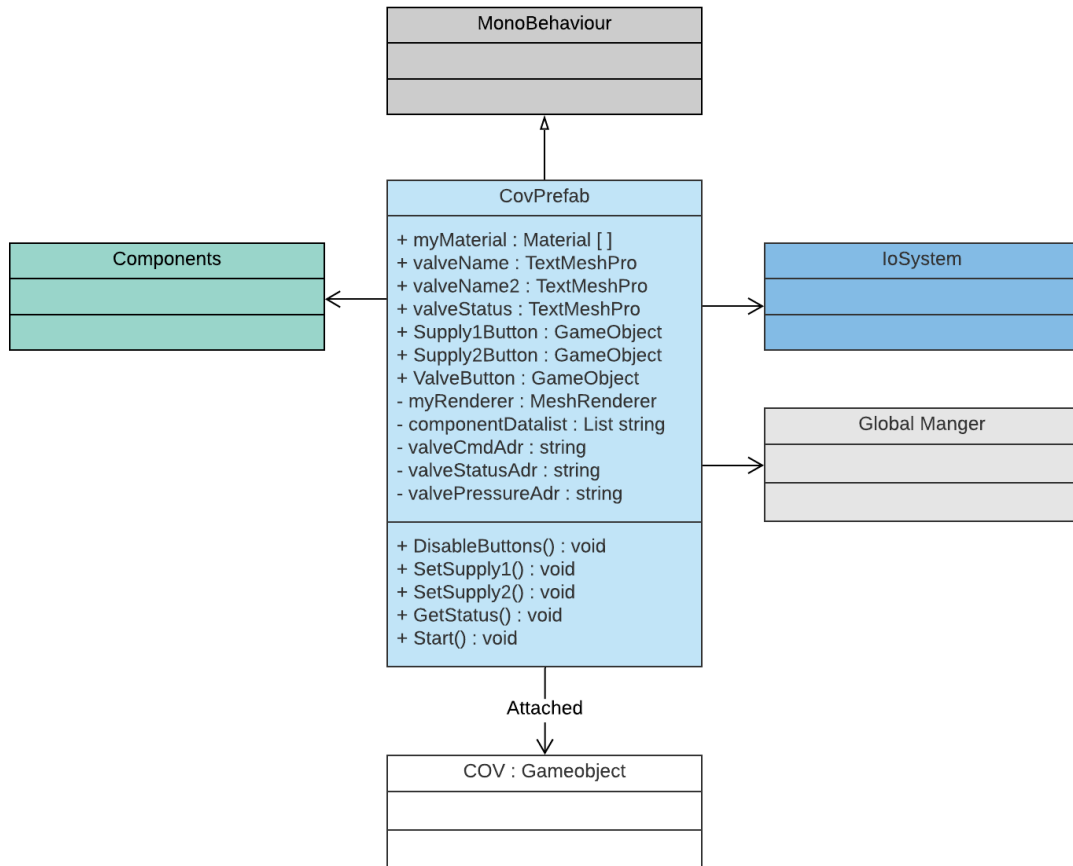 MonoBehaviour
CovPrefab
+ myMaterial : Material [ ]
+ valveName : TextMeshPro
+ valveName2 : TextMeshPro
+ valveStatus : TextMeshPro
+ Supply1Button : GameObject
+ Supply2Button : GameObject
+ ValveButton : GameObject
- myRenderer : MeshRenderer
- componentDatalist : List string
- valveCmdAdr : string
- valveStatusAdr : string
- valvePressureAdr : string
+ DisableButtons() : void
+ SetSupply1() : void
+ SetSupply2() : void
+ GetStatus() : void
+ Start() : void
Components
IoSystem
Global Manger
Attached
COV : Gameobject